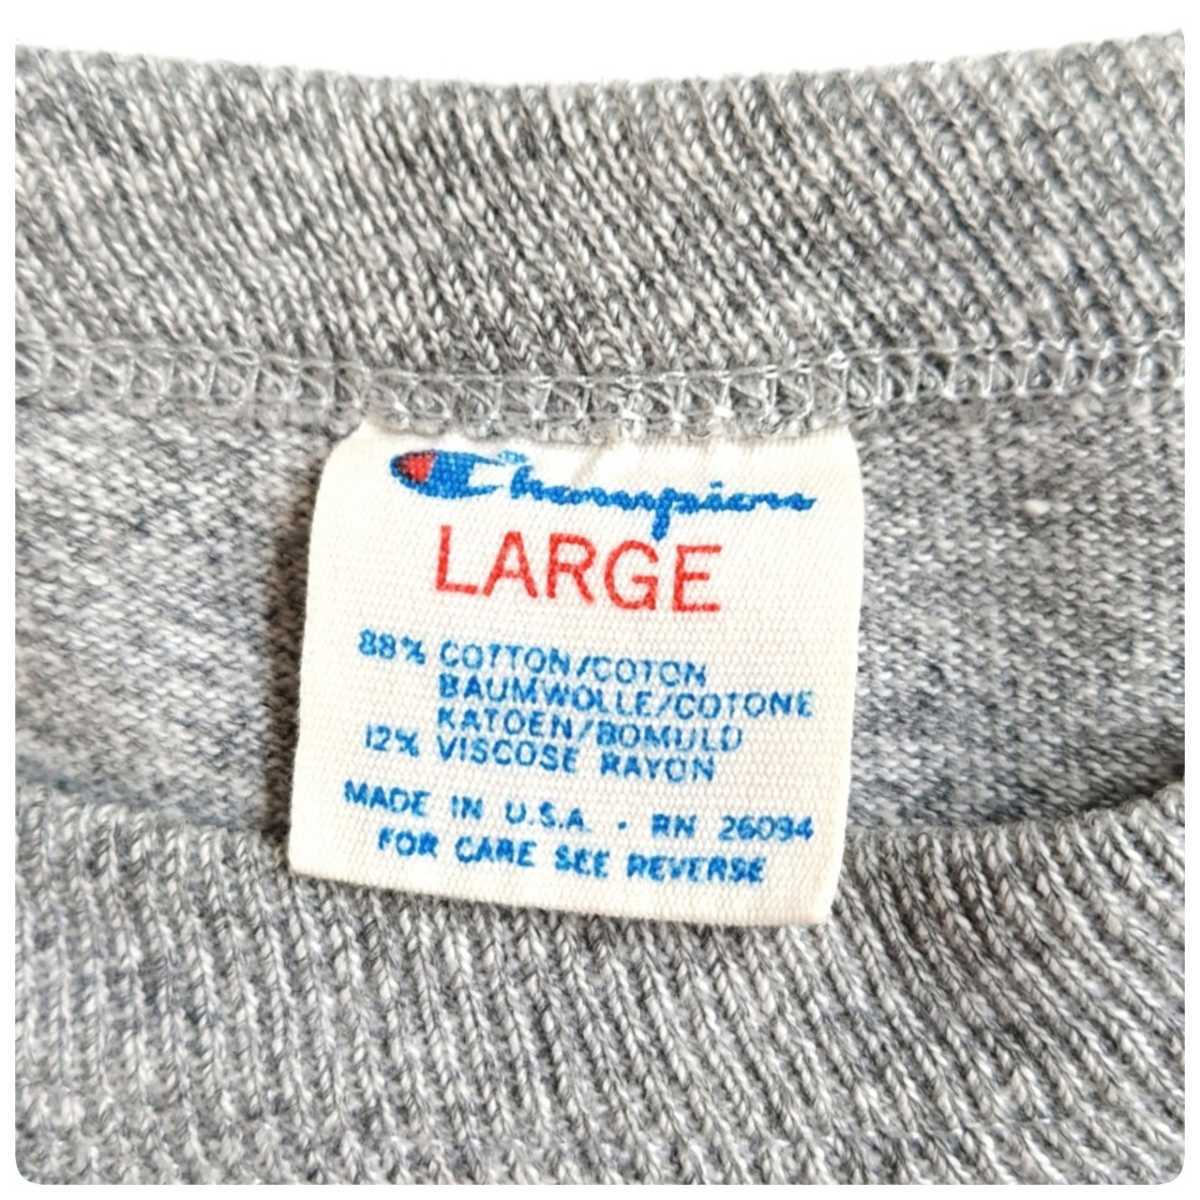 Champion
LARGE
88% COTTON/COTON
BAUMWOLLE/COTONE
KATOEN/BOMULD
12% VISCOSE RAYON
MADE IN U.S.A. · RN 26094
FOR CARE SEE REVERSE